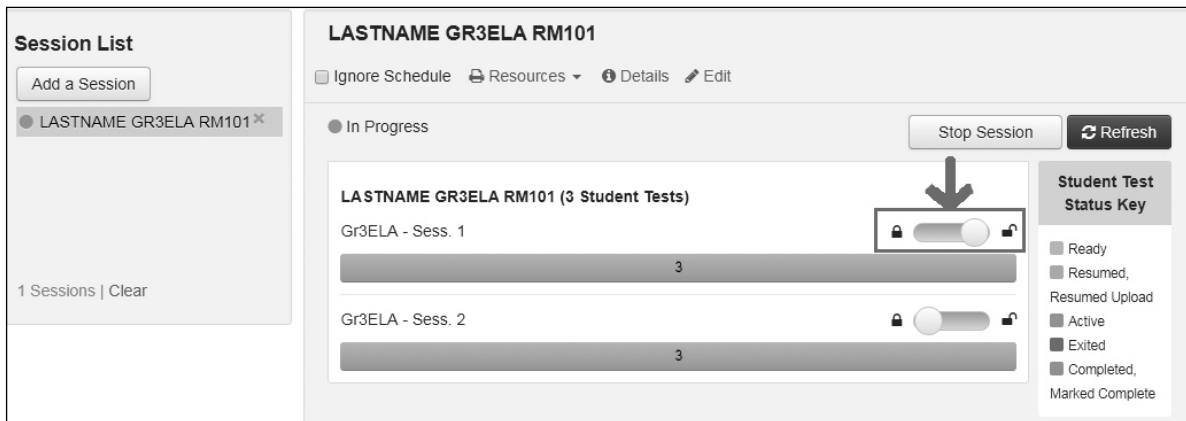 Session List
Add a Session
LASTNAME GR3ELA RM101
1 Sessions | Clear
LASTNAME GR3ELA RM101
Ignore Schedule Resources Details Edit
In Progress
Stop Session
Refresh
LASTNAME GR3ELA RM101 (3 Student Tests)
Gr3ELA - Sess. 1
3
Gr3ELA - Sess. 2
3
Student Test
Status Key
Ready
Resumed,
Resumed Upload
Active
Exited
Completed,
Marked Complete